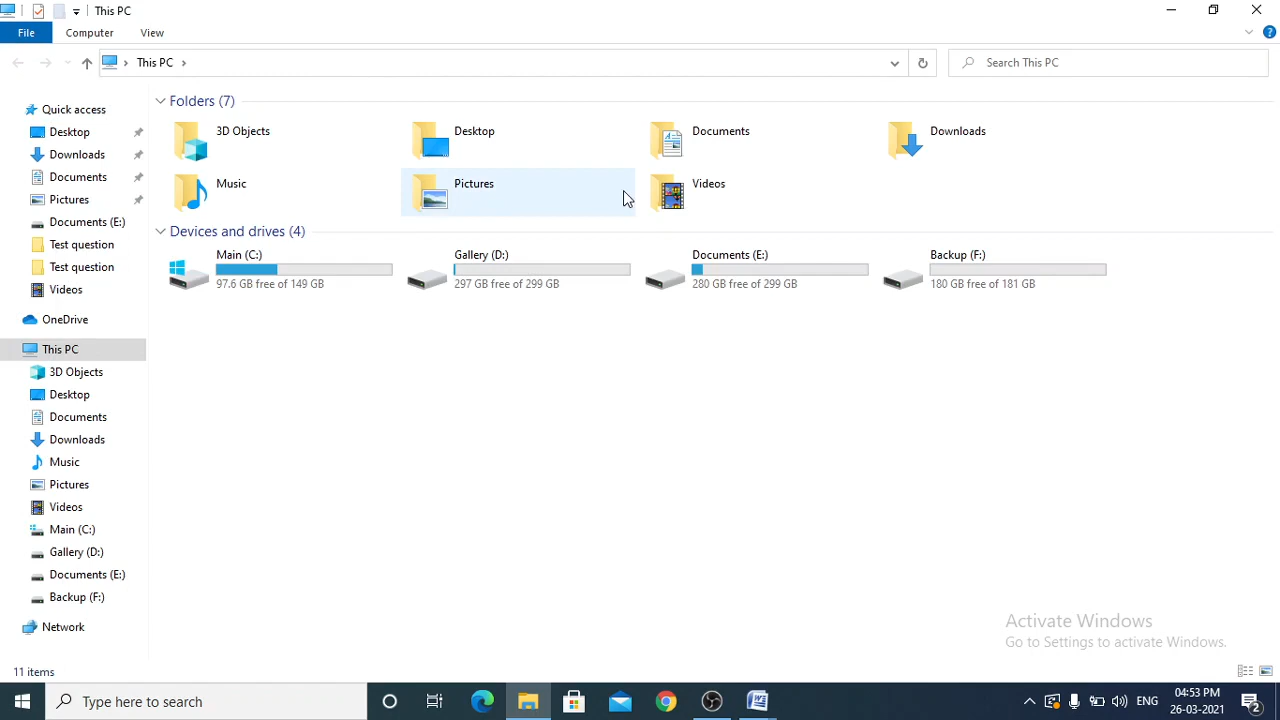 This PC
File
Computer
View
This PC
Search This PC
Quick access
Desktop
Downloads
Documents
Pictures
Documents (E:)
Test question
Test question
Videos
OneDrive
This PC
3D Objects
Desktop
Documents
Downloads
Music
Pictures
Videos
Main (C:)
Gallery (D:)
Documents (E:)
Backup (F:)
Network
Folders (7)
3D Objects
Desktop
Documents
Downloads
Music
Pictures
Videos
Devices and drives (4)
Main (C:)
97.6 GB free of 149 GB
Gallery (D:)
297 GB free of 299 GB
Documents (E:)
280 GB free of 299 GB
Backup (F:)
180 GB free of 181 GB
Activate Windows
Go to Settings to activate Windows.
11 items
Type here to search
ENG
04:53 PM
26-03-2021
2